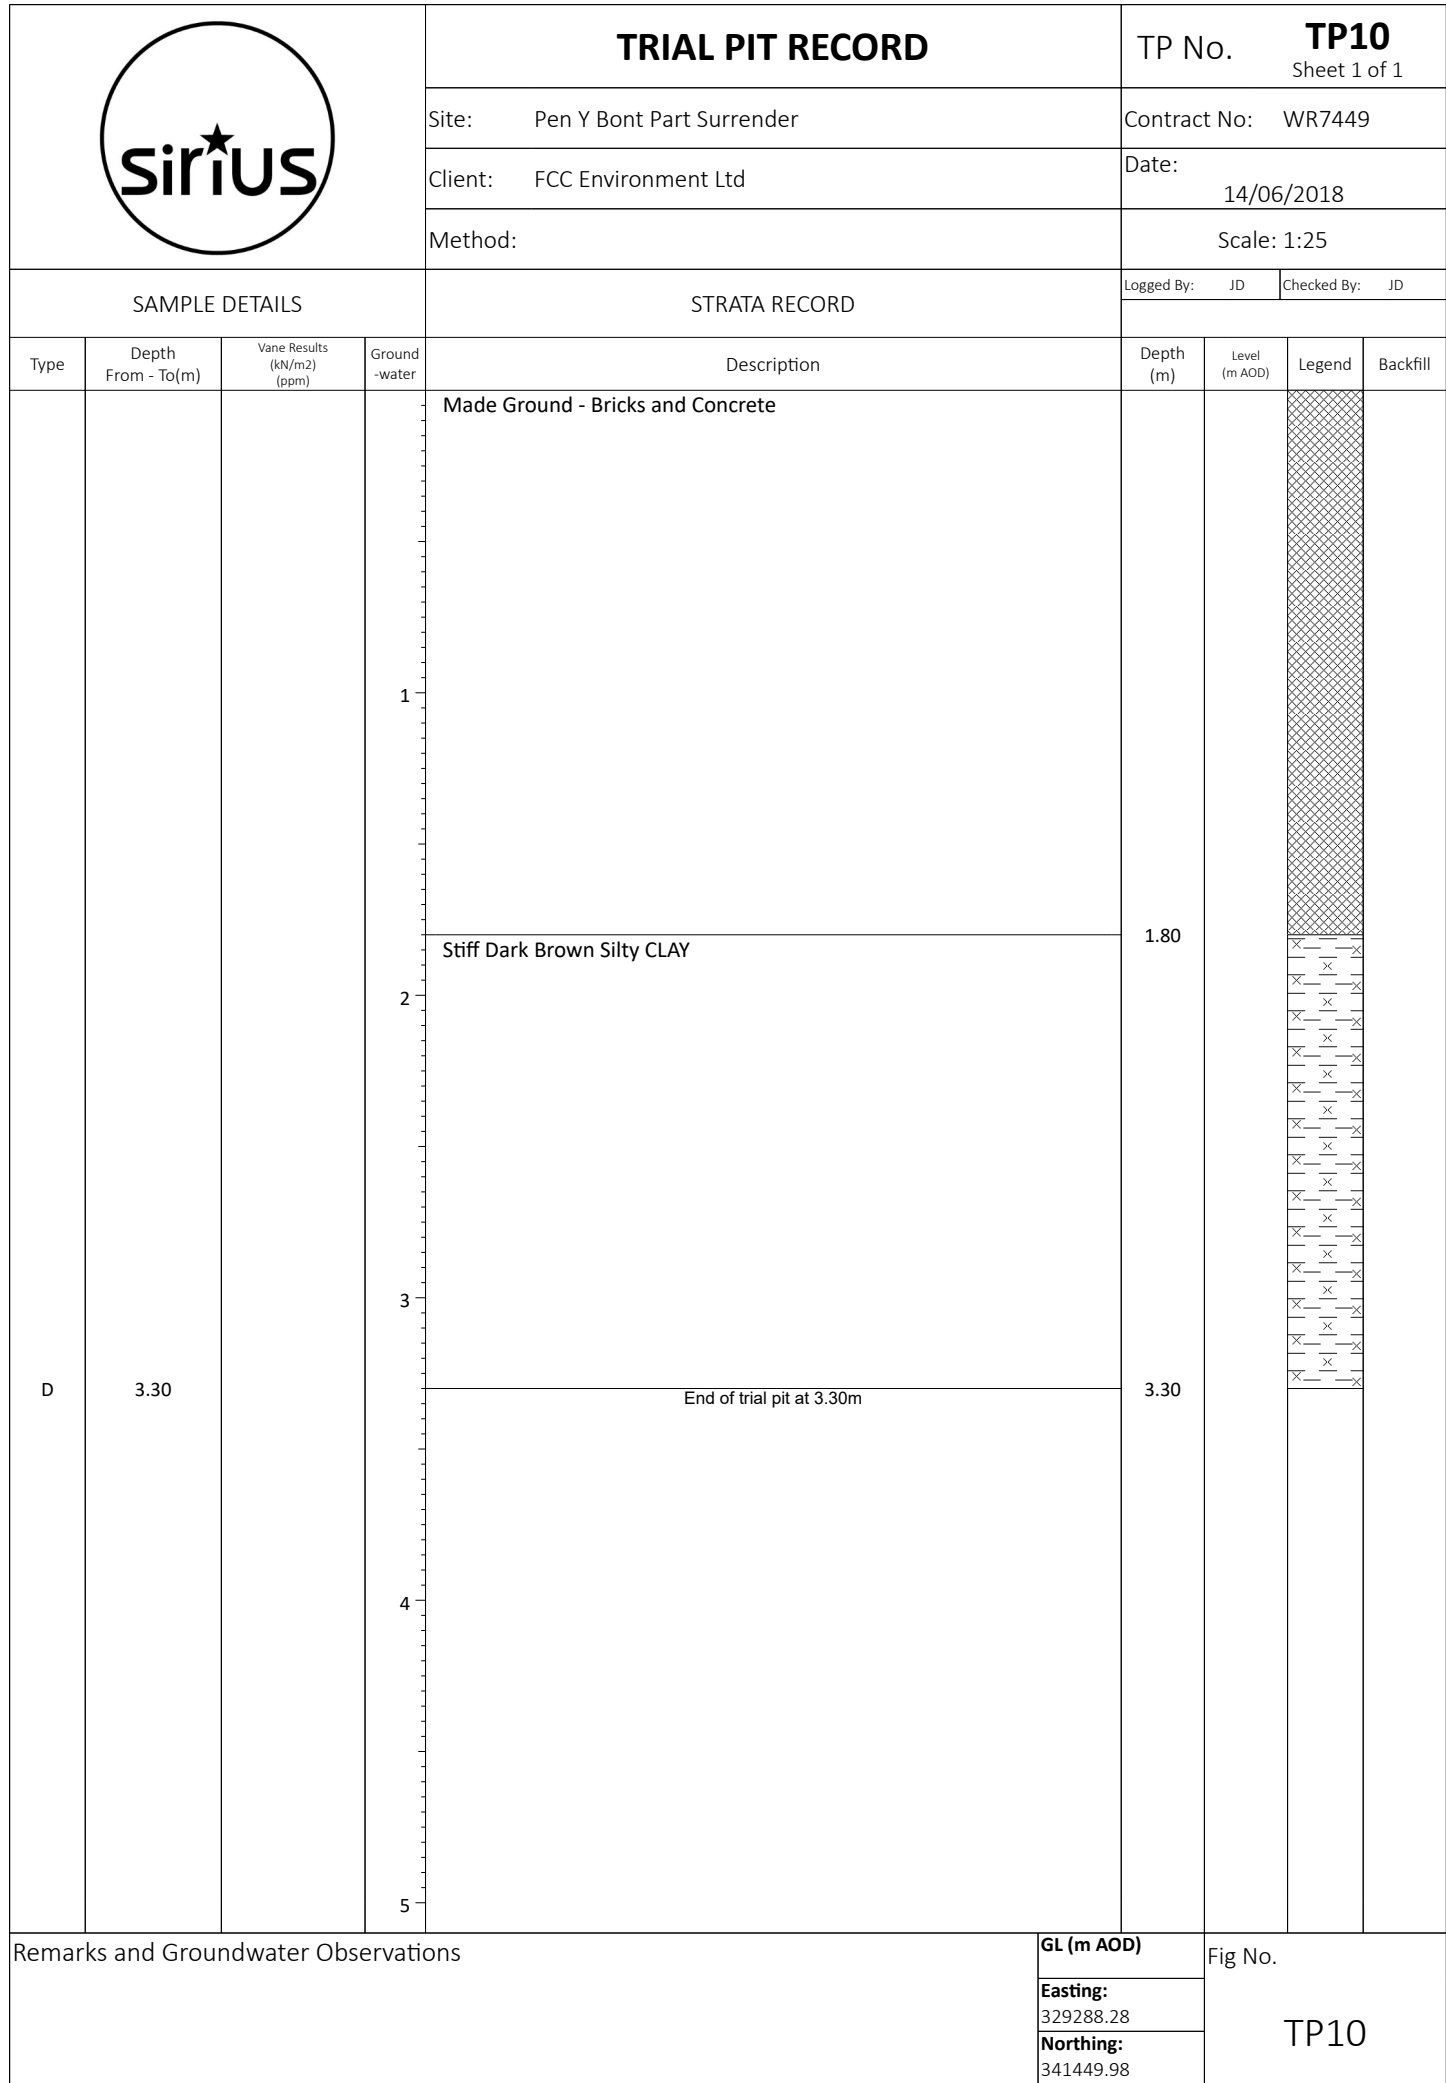 sirius
TRIAL PIT RECORD
TP No. TP10
Sheet 1 of 1
Site: Pen Y Bont Part Surrender
Contract No: WR7449
Client: FCC Environment Ltd
Date:
14/06/2018
Method:
Scale: 1:25
SAMPLE DETAILS
STRATA RECORD
Logged By: JD Checked By: JD
Type
Depth
From - To(m)
Vane Results
(kN/m2)
(ppm)
Ground
-water
Description
Depth
(m)
Level
(m AOD)
Legend
Backfill
Made Ground - Bricks and Concrete
1
1.80
Stiff Dark Brown Silty CLAY
2
3
D 3.30
3.30
End of trial pit at 3.30m
4
5
Remarks and Groundwater Observations
GL (m AOD)
Easting:
329288.28
Northing:
341449.98
Fig No.
TP10